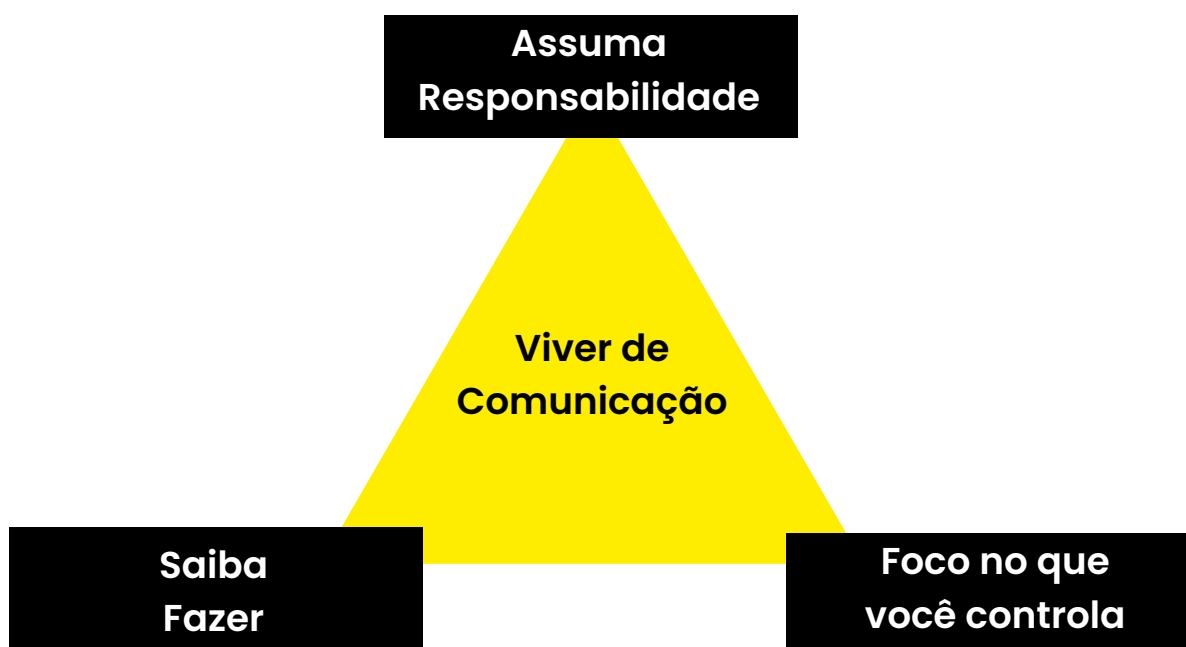 Assuma
Responsabilidade
Viver de
Comunicação
Saiba
Fazer
Foco no que
você controla